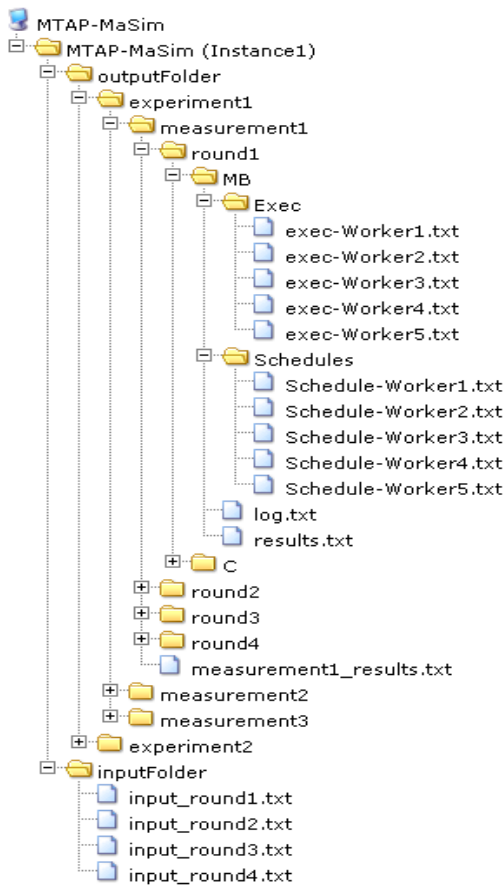 MTAP-MaSim
MTAP-MaSim (Instance1)
outputFolder
experiment1
measurement1
round1
MB
Exec
exec-Worker1.txt
exec-Worker2.txt
exec-Worker3.txt
exec-Worker4.txt
exec-Worker5.txt
Schedules
Schedule-Worker1.txt
Schedule-Worker2.txt
Schedule-Worker3.txt
Schedule-Worker4.txt
Schedule-Worker5.txt
log.txt
results.txt
C
round2
round3
round4
measurement1_results.txt
measurement2
measurement3
experiment2
inputFolder
input_round1.txt
input_round2.txt
input_round3.txt
input_round4.txt